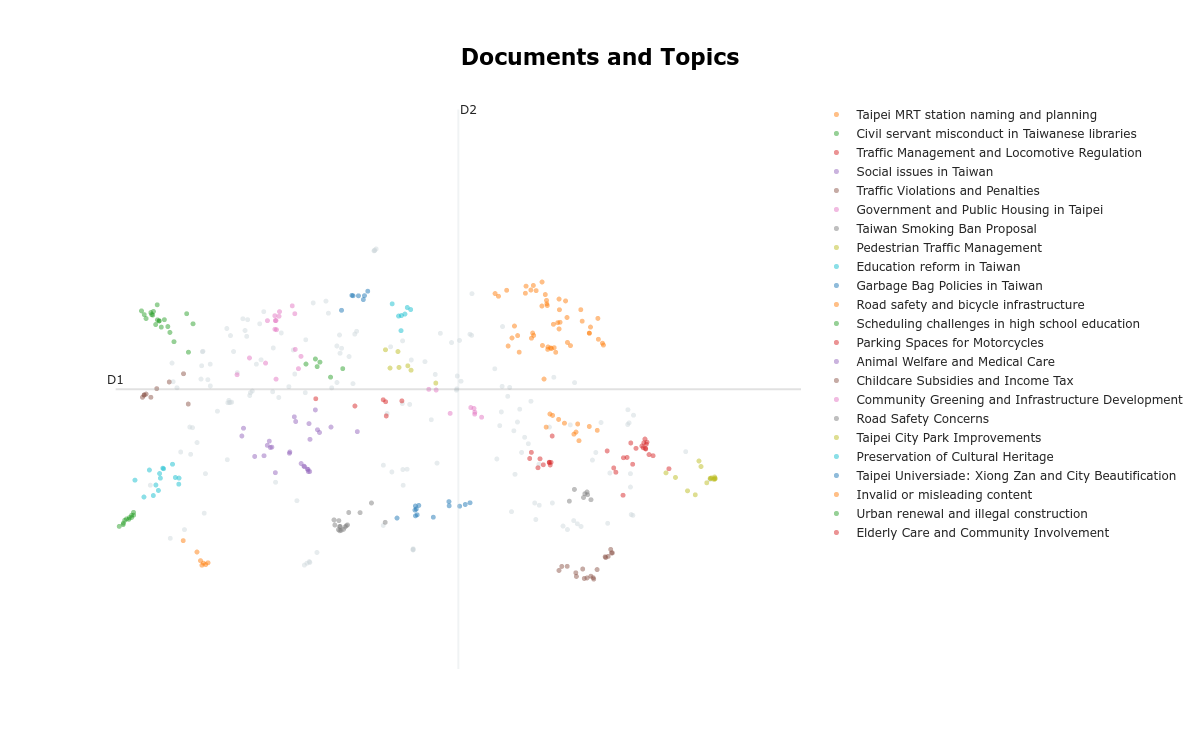 Documents and Topics
D2
D1
Taipei MRT station naming and planning
Civil servant misconduct in Taiwanese libraries
Traffic Management and Locomotive Regulation
Social issues in Taiwan
Traffic Violations and Penalties
Government and Public Housing in Taipei
Taiwan Smoking Ban Proposal
Pedestrian Traffic Management
Education reform in Taiwan
Garbage Bag Policies in Taiwan
Road safety and bicycle infrastructure
Scheduling challenges in high school education
Parking Spaces for Motorcycles
Animal Welfare and Medical Care
Childcare Subsidies and Income Tax
Community Greening and Infrastructure Development
Road Safety Concerns
Taipei City Park Improvements
Preservation of Cultural Heritage
Taipei Universiade: Xiong Zan and City Beautification
Invalid or misleading content
Urban renewal and illegal construction
Elderly Care and Community Involvement